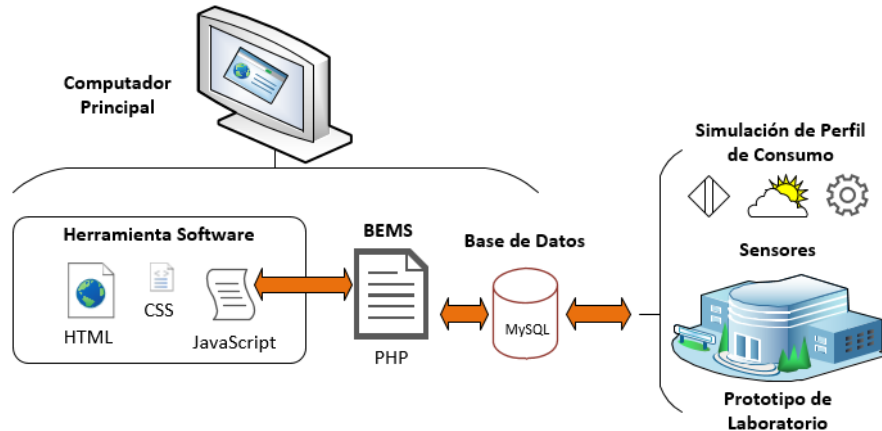 Computador
Principal
Simulación de Perfil
de Consumo
Herramienta Software
BEMS
Base de Datos
Sensores
CSS
HTML
JavaScript
MySQL
PHP
Prototipo de
Laboratorio